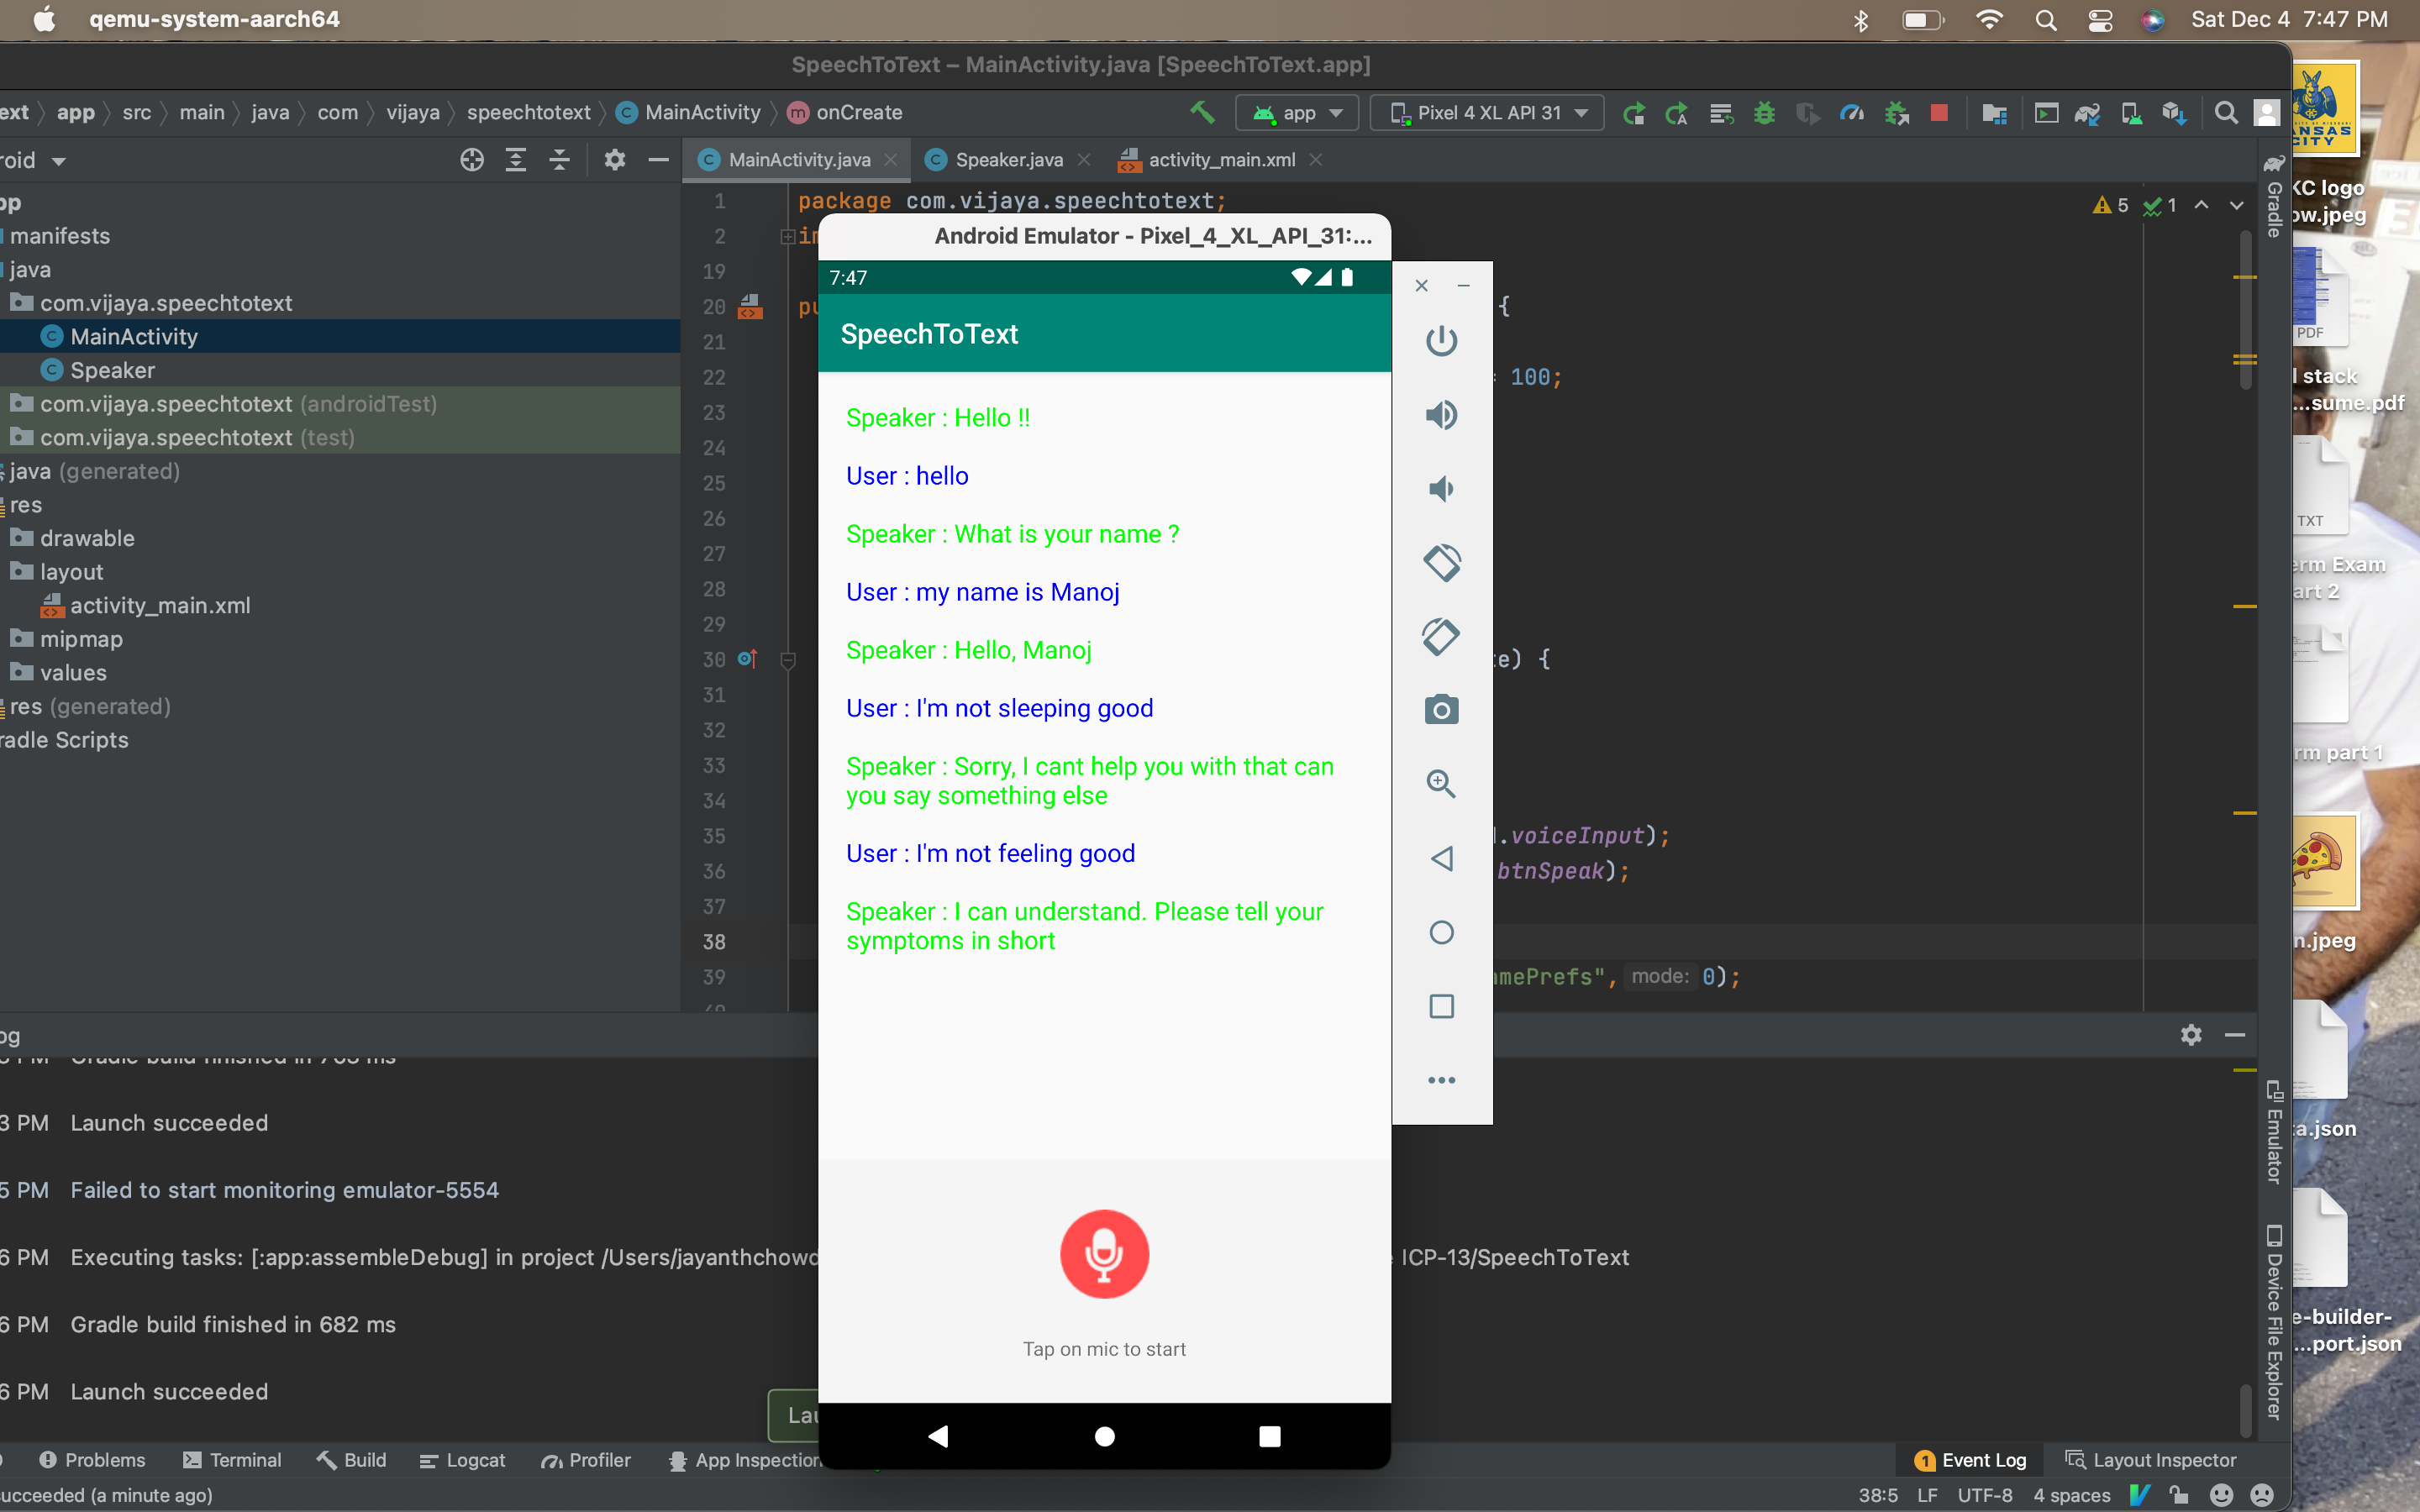 qemu-system-aarch64
Sat Dec 4 7:47 PM
SpeechToText – MainActivity.java [SpeechToText.app]
ext app src main java com vijaya speechtotext MainActivity onCreate
app
Pixel 4 XL API 31
MainActivity.java
Speaker.java
activity_main.xml
manifests
java
com.vijaya.speechtotext
MainActivity
Speaker
com.vijaya.speechtotext (androidTest)
com.vijaya.speechtotext (test)
java (generated)
res
drawable
layout
activity_main.xml
mipmap
values
res (generated)
radle Scripts
1 package com.vijaya.speechtotext;
2
19
20 {
21
22 100;
23
24
25
26
27
28
29
30 te) {
31
32
33
34
35 .voiceInput);
36 btnSpeak);
37
38
39 amePrefs", mode: 0);
5 1
Android Emulator - Pixel_4_XL_API_31:...
7:47
SpeechToText
Speaker : Hello !!
User : hello
Speaker : What is your name ?
User : my name is Manoj
Speaker : Hello, Manoj
User : I'm not sleeping good
Speaker : Sorry, I cant help you with that can
you say something else
User : I'm not feeling good
Speaker : I can understand. Please tell your
symptoms in short
Tap on mic to start
3 PM Launch succeeded
5 PM Failed to start monitoring emulator-5554
6 PM Executing tasks: [:app:assembleDebug] in project /Users/jayanthchowd
ICP-13/SpeechToText
6 PM Gradle build finished in 682 ms
6 PM Launch succeeded
Problems
Terminal
Build
Logcat
Profiler
App Inspection
1 Event Log
Layout Inspector
ucceeded (a minute ago)
38:5 LF UTF-8 4 spaces
Gradle
Emulator
Device File Explorer
ANSAS
CITY
KC logo
ow.jpeg
PDF
l stack
...sume.pdf
TXT
erm Exam
art 2
rm part 1
n.jpeg
ta.json
e-builder-
...port.json